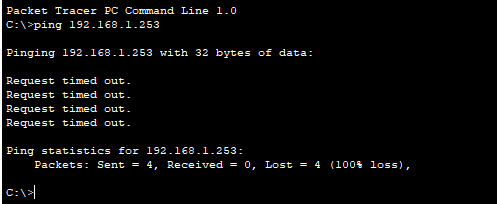 Packet Tracer PC Command Line 1.0
C:\>ping 192.168.1.253
Pinging 192.168.1.253 with 32 bytes of data:
Request timed out.
Request timed out.
Request timed out.
Request timed out.
Ping statistics for 192.168.1.253:
Packets: Sent = 4, Received = 0, Lost = 4 (100% loss),
C:\>